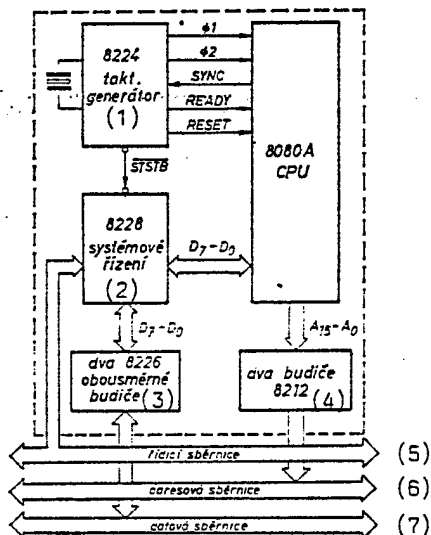 8224
takt.
generátor
(1)
ϕ1
ϕ2
SYNC
READY
RESET
8080A
CPU
STSTB
8228
systémové
řízení
(2)
D7-D0
D7-D0
A15-A0
dva 8226
obousměrné
budiče (3)
dva budiče
8212 (4)
řídicí sběrnice (5)
adresová sběrnice (6)
datová sběrnice (7)